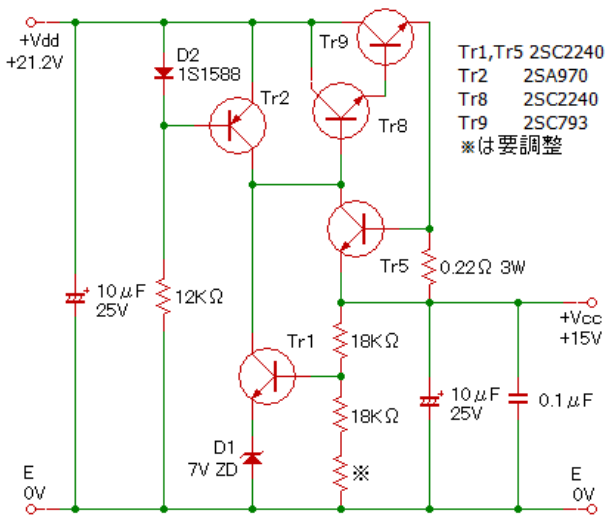 +Vdd
+21.2V
D2
1S1588
Tr2
Tr9
Tr8
Tr1,Tr5 2SC2240
Tr2 2SA970
Tr8 2SC2240
Tr9 2SC793
※は要調整
Tr5
0.22Ω 3W
10μF
25V
12KΩ
+Vcc
+15V
Tr1
18KΩ
18KΩ
10μF
25V
0.1μF
D1
7V ZD
※
E
0V
E
0V